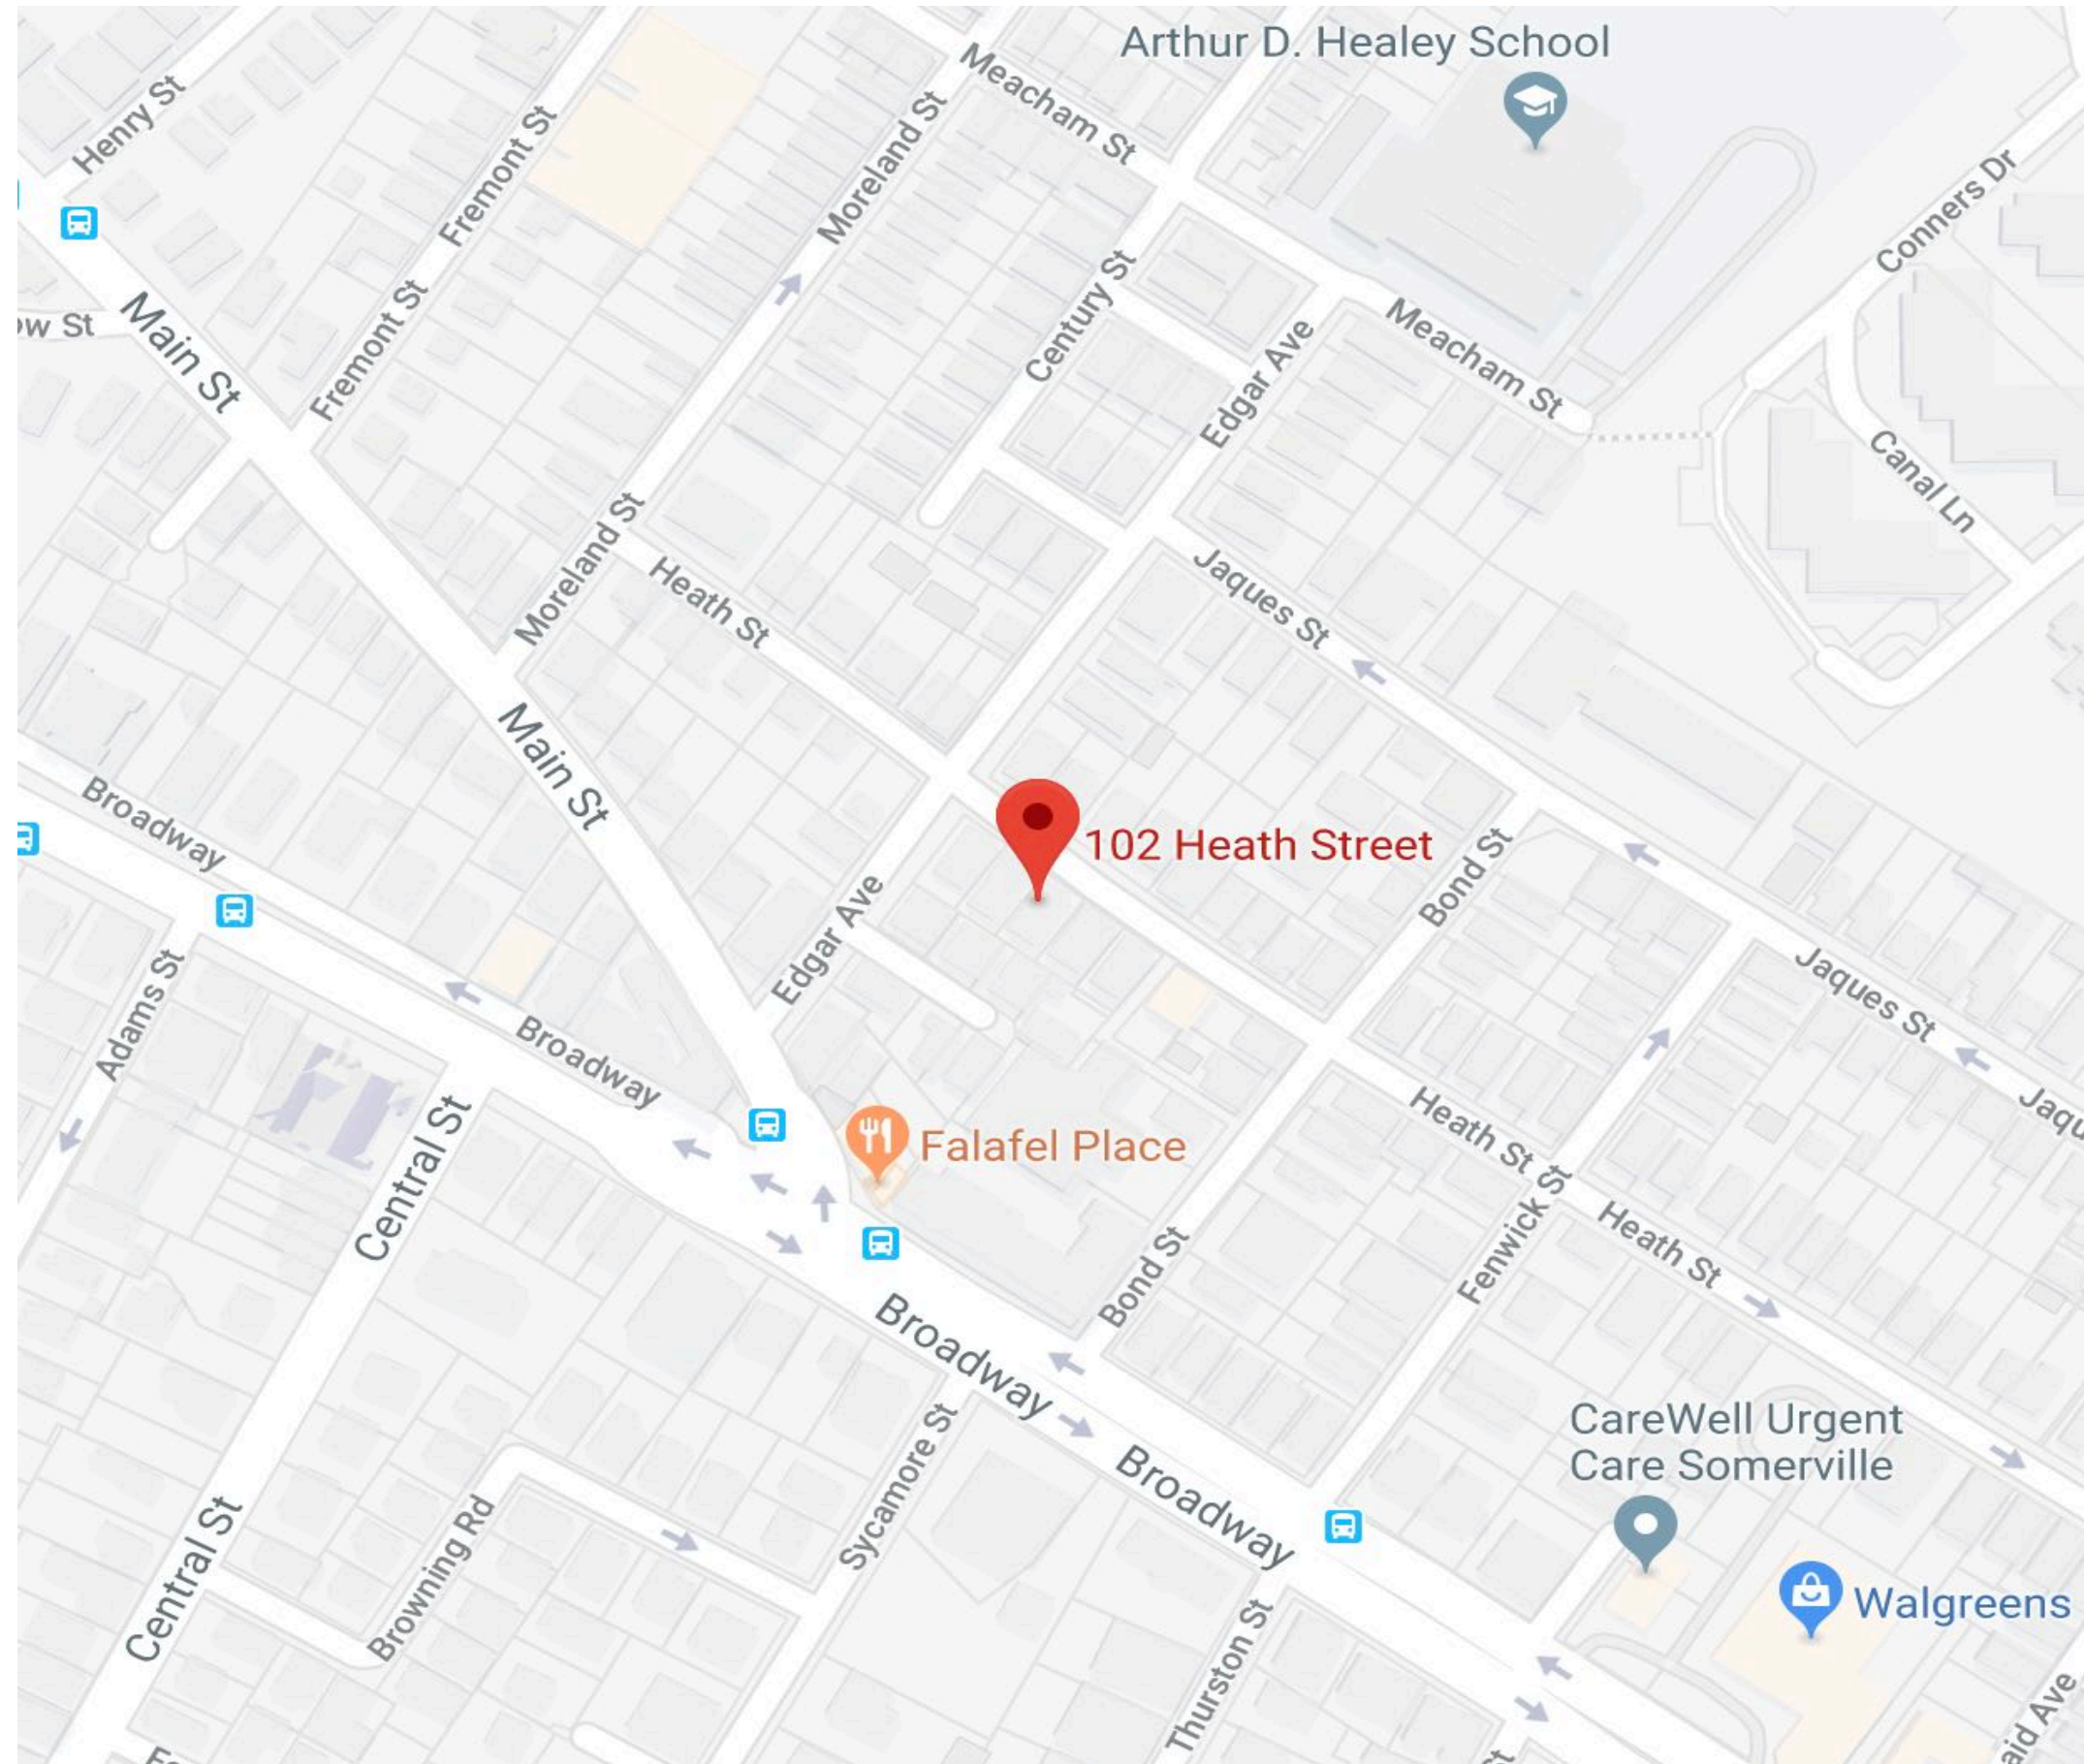 Arthur D. Healey School
Meacham St
Henry St
Fremont St
Moreland St
Conners Dr
Century St
Fremont St
Main St
Edgar Ave
Meacham St
Canal Ln
Moreland St
Heath St
Jaques St
Main St
Broadway
102 Heath Street
Bond St
Edgar Ave
Adams St
Jaques St
Broadway
Central St
Falafel Place
Heath St
Fenwick St
Heath St
Bond St
Broadway
Sycamore St
CareWell Urgent
Care Somerville
Broadway
Central St
Browning Rd
Walgreens
Thurston St